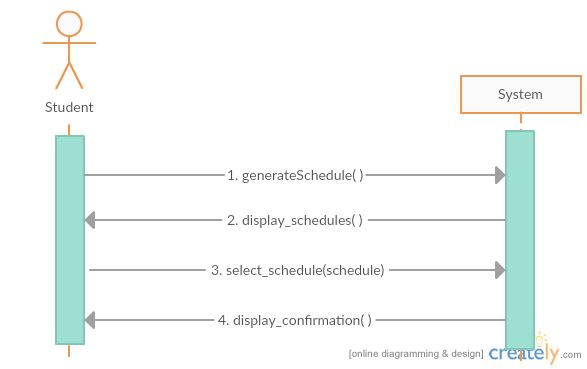 Student
System
1. generateSchedule( )
2. display_schedules( )
3. select_schedule(schedule)
4. display_confirmation( )
[online diagramming & design] creately.com